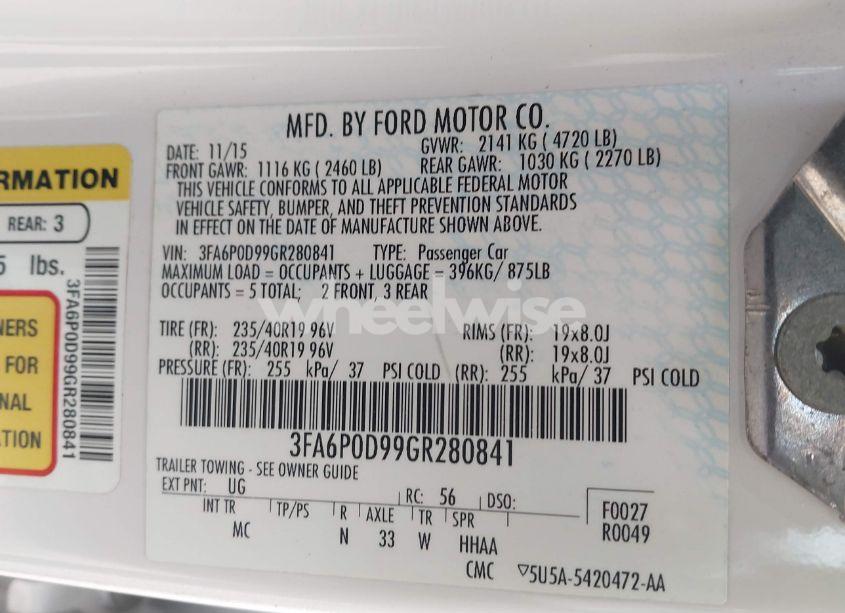 MFD. BY FORD MOTOR CO.
DATE: 11/15 GVWR: 2141 KG ( 4720 LB)
FRONT GAWR: 1116 KG ( 2460 LB) REAR GAWR: 1030 KG ( 2270 LB)
THIS VEHICLE CONFORMS TO ALL APPLICABLE FEDERAL MOTOR
VEHICLE SAFETY, BUMPER, AND THEFT PREVENTION STANDARDS
IN EFFECT ON THE DATE OF MANUFACTURE SHOWN ABOVE.
VIN: 3FA6P0D99GR280841 TYPE: Passenger Car
MAXIMUM LOAD = OCCUPANTS + LUGGAGE = 396KG/ 875LB
OCCUPANTS = 5 TOTAL; 2 FRONT, 3 REAR
TIRE (FR): 235/40R19 96V RIMS (FR): 19x8.0J
(RR): 235/40R19 96V (RR): 19x8.0J
PRESSURE (FR): 255 kPa/ 37 PSI COLD (RR): 255 kPa/ 37 PSI COLD
3FA6P0D99GR280841
TRAILER TOWING - SEE OWNER GUIDE
EXT PNT: UG RC: 56 DSO: F0027
INT TR TP/PS R AXLE TR SPR R0049
MC N 33 W HHAA
CMC ▽5U5A-5420472-AA
RMATION
REAR: 3
5 lbs.
NERS
FOR
NAL
ATION
3FA6P0D99GR280841
wheelwise